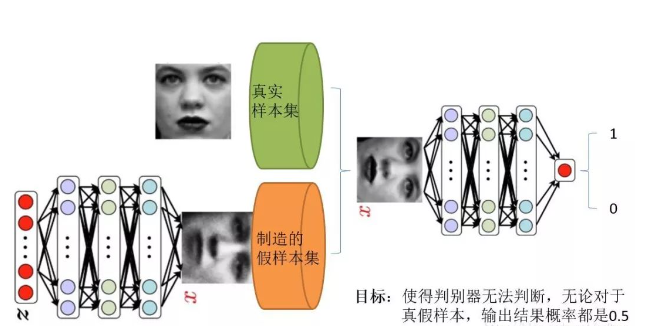 真实
样本集
制造的
假样本集
z
x
x
1
0
目标：使得判别器无法判断，无论对于
真假样本，输出结果概率都是0.5